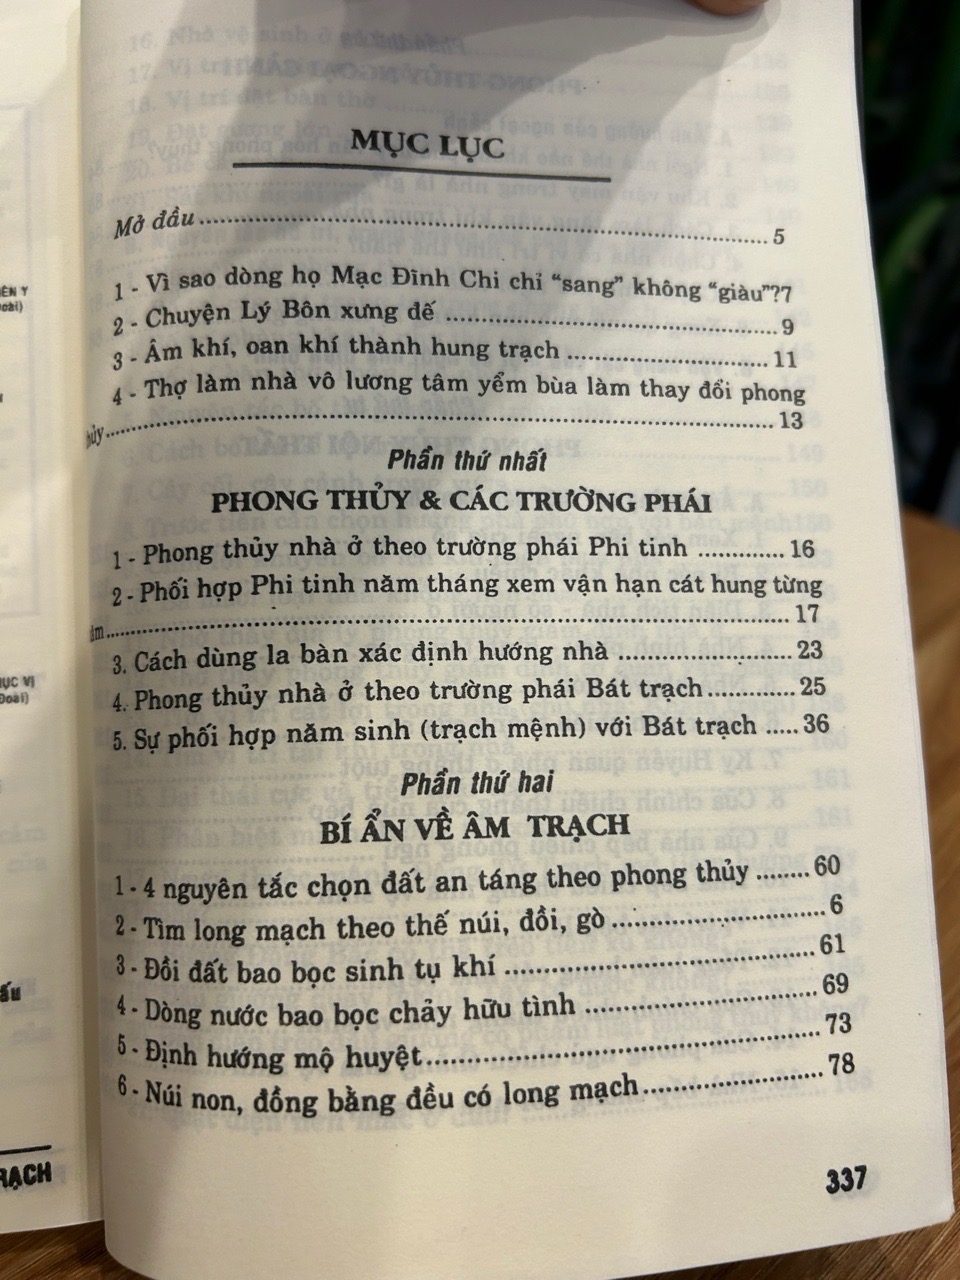 MỤC LỤC
Mở đầu ........ 5
1 - Vì sao dòng họ Mạc Đĩnh Chi chỉ “sang” không “giàu”?7
2 - Chuyện Lý Bôn xưng đế ........ 9
3 - Âm khí, oan khí thành hung trạch ........ 11
4 - Thợ làm nhà vô lương tâm yểm bùa làm thay đổi phong
hủy ........ 13
Phần thứ nhất
PHONG THỦY & CÁC TRƯỜNG PHÁI
1 - Phong thủy nhà ở theo trường phái Phi tinh ........ 16
2 - Phối hợp Phi tinh năm tháng xem vận hạn cát hung từng
ăm ........ 17
3. Cách dùng la bàn xác định hướng nhà ........ 23
4. Phong thủy nhà ở theo trường phái Bát trạch ........ 25
5. Sự phối hợp năm sinh (trạch mệnh) với Bát trạch ..... 36
Phần thứ hai
BÍ ẨN VỀ ÂM TRẠCH
1 - 4 nguyên tắc chọn đất an táng theo phong thủy ........ 60
2 - Tìm long mạch theo thế núi, đồi, gò ........ 6
3 - Đồi đất bao bọc sinh tụ khí ........ 61
4 - Dòng nước bao bọc chảy hữu tình ........ 69
5 - Định hướng mộ huyệt ........ 73
6 - Núi non, đồng bằng đều có long mạch ........ 78
337
ÊN Y
oài)
ỤC VỊ
Đoài)
ấu
RẠCH